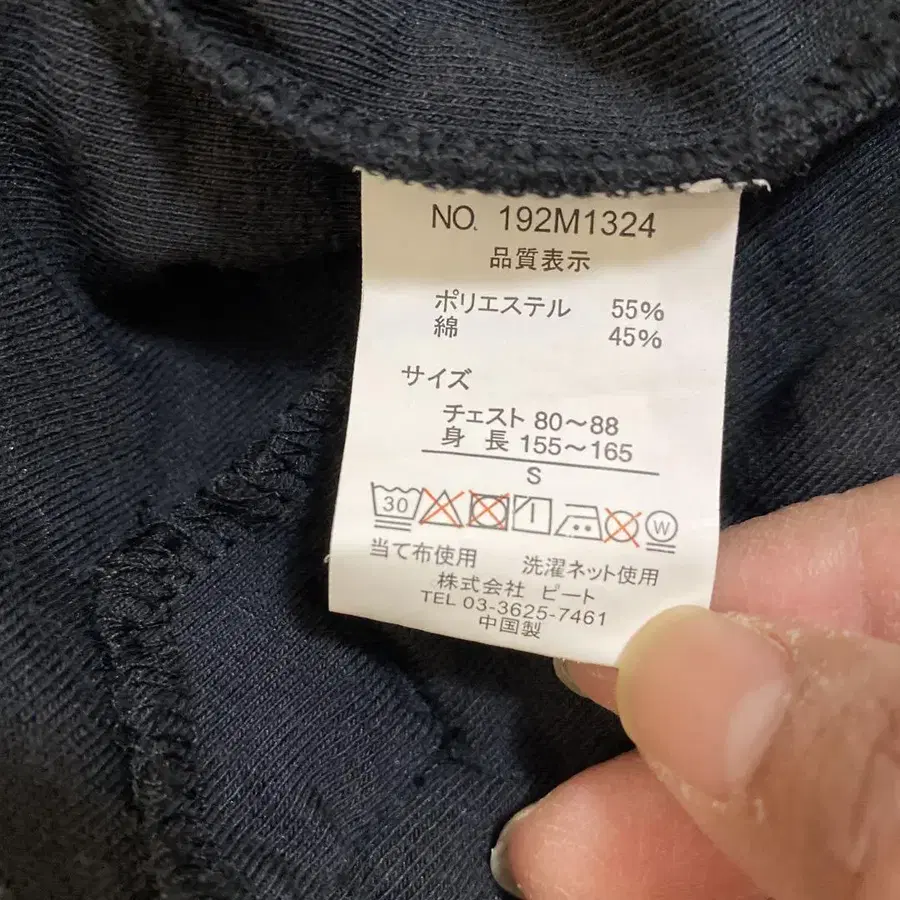 NO. 192M1324
品質表示
ポリエステル 55%
綿 45%
サイズ
チェスト 80～88
身 長 155～165
S
30 W
当て布使用 洗濯ネット使用
株式会社 ピート
TEL 03-3625-7461
中国製